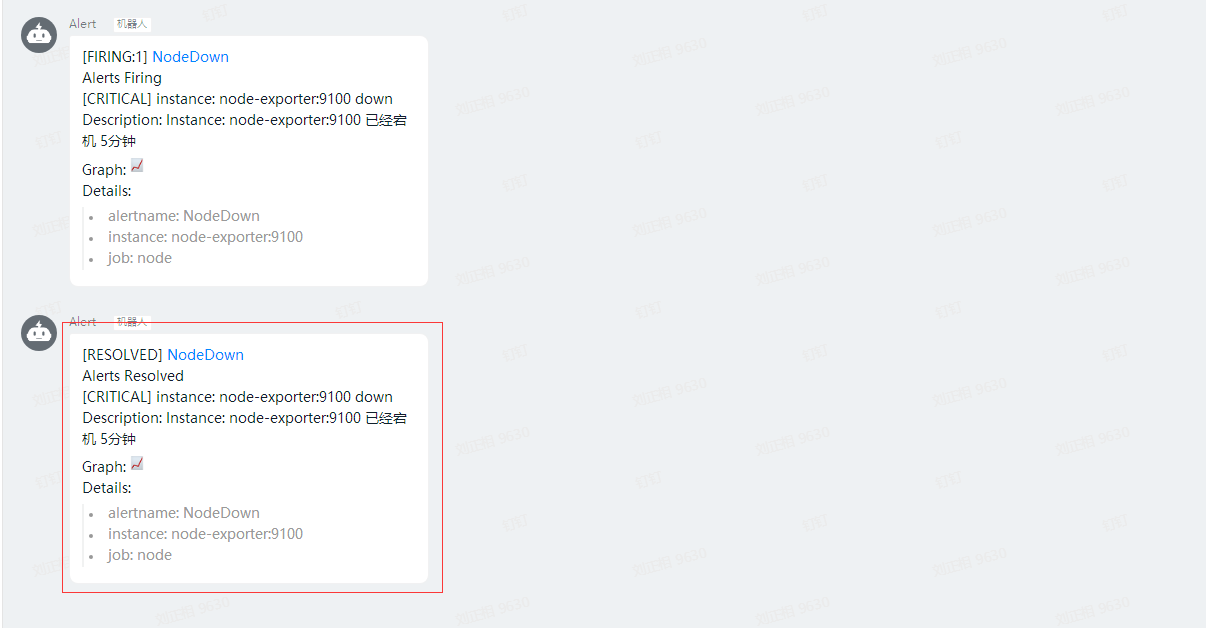 Alert 机器人
[FIRING:1] NodeDown
Alerts Firing
[CRITICAL] instance: node-exporter:9100 down
Description: Instance: node-exporter:9100 已经宕
机 5分钟
Graph:
Details:
• alertname: NodeDown
• instance: node-exporter:9100
• job: node
Alert 机器人
[RESOLVED] NodeDown
Alerts Resolved
[CRITICAL] instance: node-exporter:9100 down
Description: Instance: node-exporter:9100 已经宕
机 5分钟
Graph:
Details:
• alertname: NodeDown
• instance: node-exporter:9100
• job: node